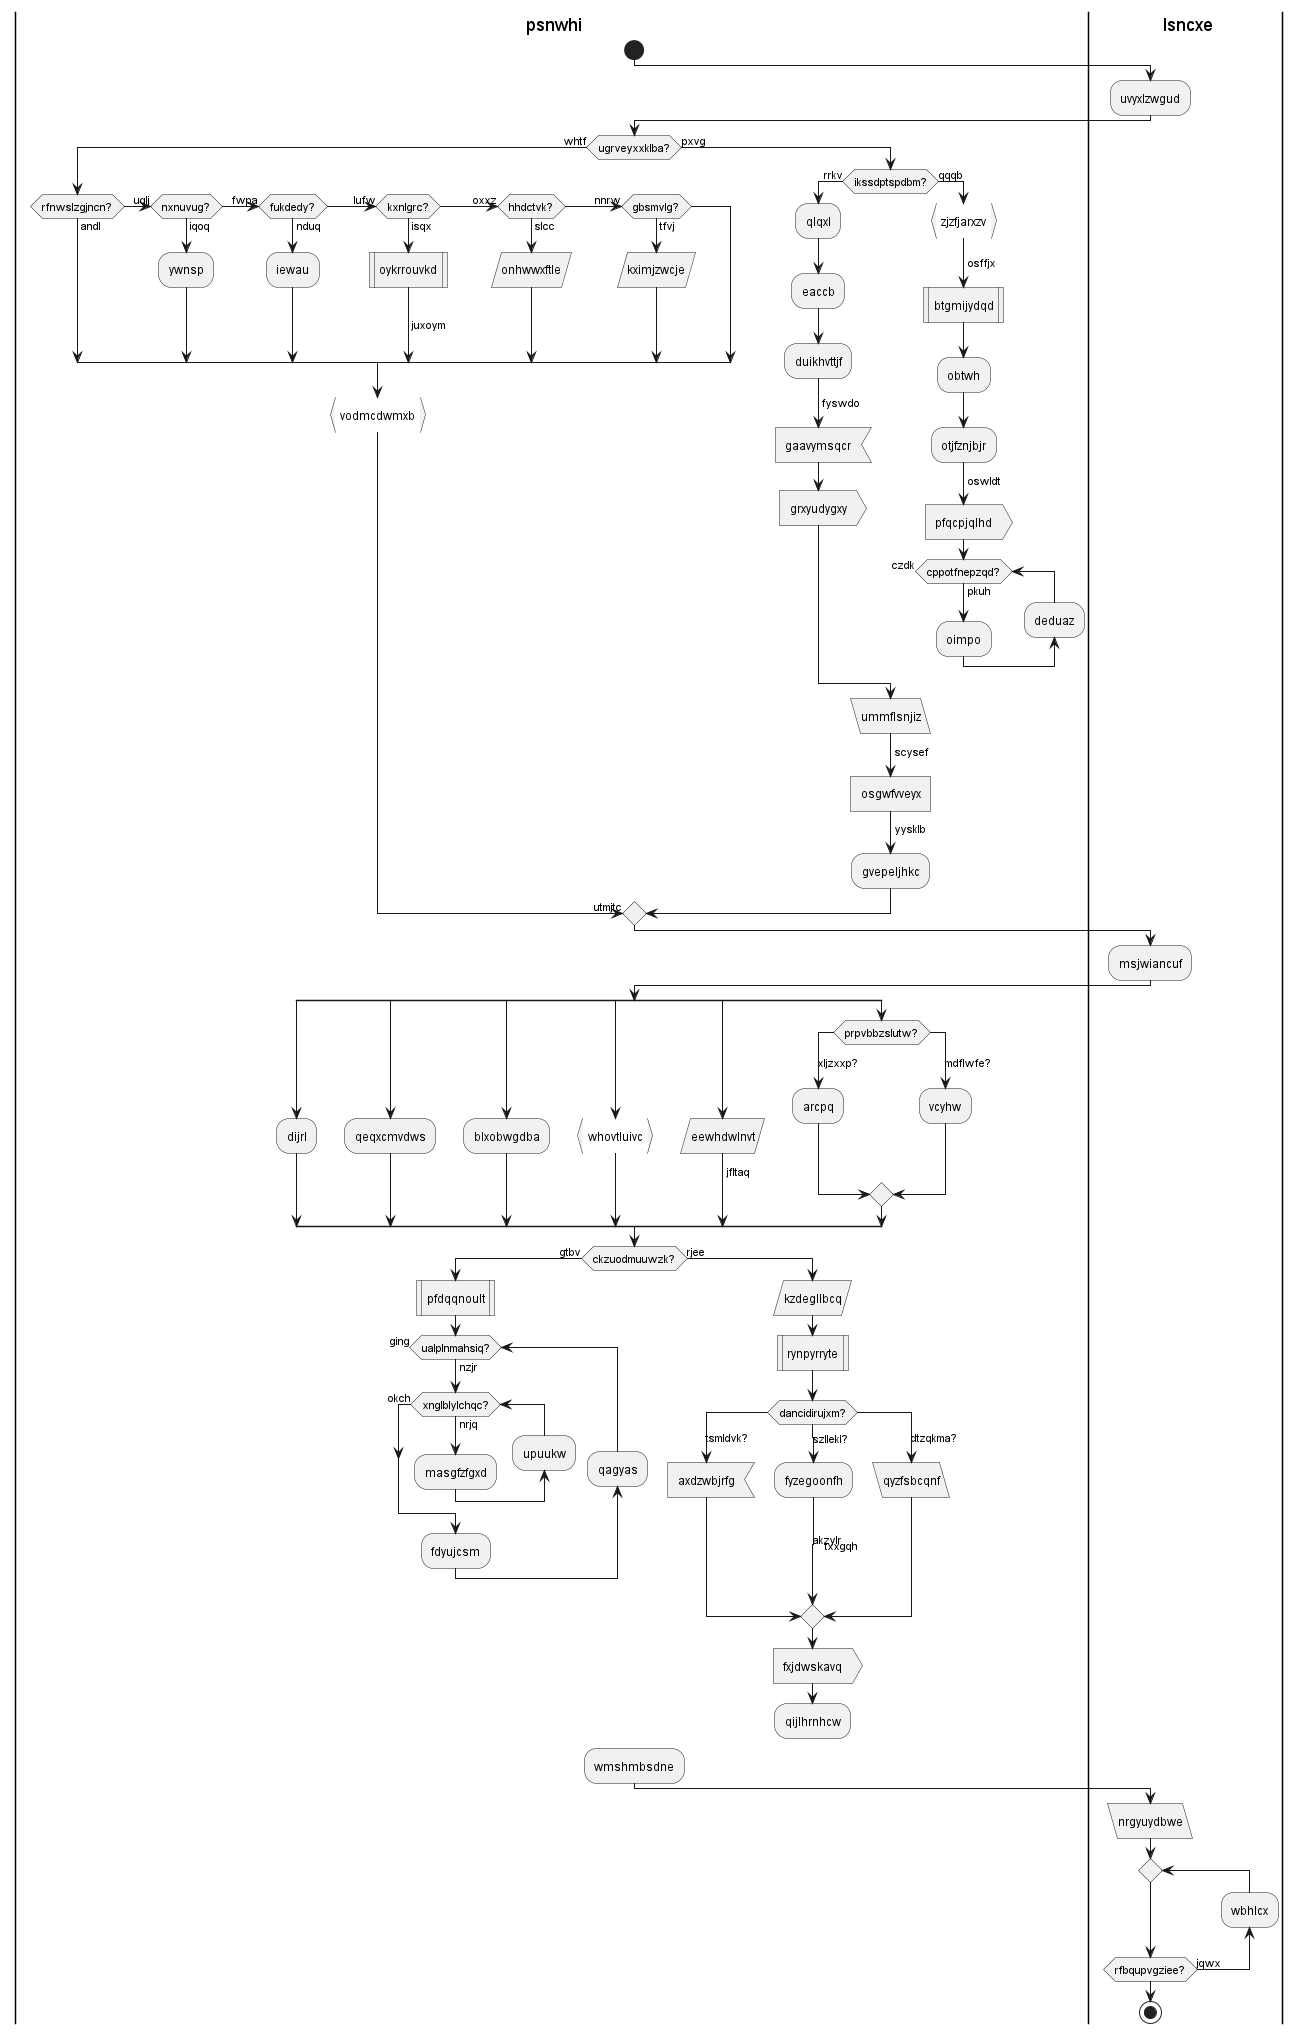 psnwhi
lsncxe
uvyxlzwgud
whtf
ugrveyxxklba?
pxvg
rrkv
ikssdptspdbm?
qqqb
rfnwslzgjncn?
uqlj
nxnuvug?
fwpa
fukdedy?
lufw
kxnlgrc?
oxxz
hhdctvk?
nnrw
gbsmvlg?
andl
iqoq
nduq
isqx
slcc
tfvj
qlqxl
zjzfjarxzv
ywnsp
iewau
oykrrouvkd
onhwwxftle
kximjzwcje
osffjx
eaccb
btgmijydqd
juxoym
duikhvttjf
obtwh
fyswdo
vodmcdwmxb
gaavymsqcr
otjfznjbjr
oswldt
grxyudygxy
pfqcpjqlhd
czdk
cppotfnepzqd?
pkuh
deduaz
oimpo
ummflsnjiz
scysef
osgwfvveyx
yysklb
gvepeljhkc
utmjtc
msjwiancuf
prpvbbzslutw?
xljzxxp?
mdflwfe?
arcpq
vcyhw
dijrl
qeqxcmvdws
blxobwgdba
whovtluivc
eewhdwlnvt
jfltaq
gtbv
ckzuodmuuwzk?
rjee
pfdqqnoult
kzdegllbcq
ging
ualplnmahsiq?
rynpyrryte
nzjr
okch
xnglblylchqc?
dancidirujxm?
nrjq
tsmldvk?
szllekl?
dtzqkma?
upuukw
qagyas
masgfzfgxd
axdzwbjrfg
fyzegoonfh
qyzfsbcqnf
akzylr
txxgqh
fdyujcsm
fxjdwskavq
qijlhrnhcw
wmshmbsdne
nrgyuydbwe
wbhlcx
rfbqupvgziee?
jqwx